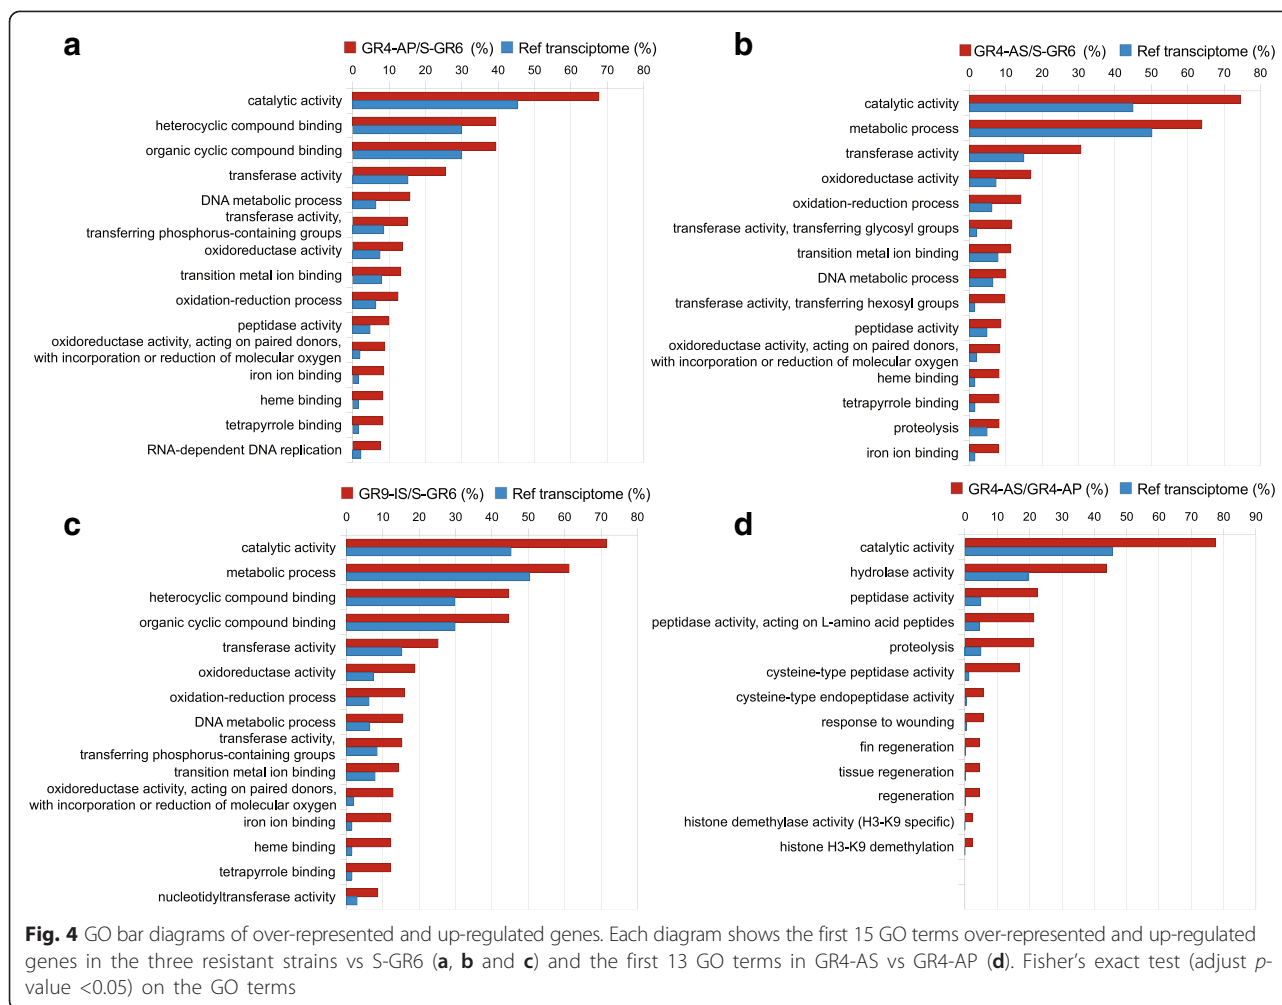 a
GR4-AP/S-GR6 (%) Ref transciptome (%)
0 10 20 30 40 50 60 70 80
catalytic activity
heterocyclic compound binding
organic cyclic compound binding
transferase activity
DNA metabolic process
transferase activity,
transferring phosphorus-containing groups
oxidoreductase activity
transition metal ion binding
oxidation-reduction process
peptidase activity
oxidoreductase activity, acting on paired donors,
with incorporation or reduction of molecular oxygen
iron ion binding
heme binding
tetrapyrrole binding
RNA-dependent DNA replication
b
GR4-AS/S-GR6 (%) Ref transciptome (%)
0 10 20 30 40 50 60 70 80
catalytic activity
metabolic process
transferase activity
oxidoreductase activity
oxidation-reduction process
transferase activity, transferring glycosyl groups
transition metal ion binding
DNA metabolic process
transferase activity, transferring hexosyl groups
peptidase activity
oxidoreductase activity, acting on paired donors,
with incorporation or reduction of molecular oxygen
heme binding
tetrapyrrole binding
proteolysis
iron ion binding
c
GR9-IS/S-GR6 (%) Ref transciptome (%)
0 10 20 30 40 50 60 70 80
catalytic activity
metabolic process
heterocyclic compound binding
organic cyclic compound binding
transferase activity
oxidoreductase activity
oxidation-reduction process
DNA metabolic process
transferase activity,
transferring phosphorus-containing groups
transition metal ion binding
oxidoreductase activity, acting on paired donors,
with incorporation or reduction of molecular oxygen
iron ion binding
heme binding
tetrapyrrole binding
nucleotidyltransferase activity
d
GR4-AS/GR4-AP (%) Ref transciptome (%)
0 10 20 30 40 50 60 70 80 90
catalytic activity
hydrolase activity
peptidase activity
peptidase activity, acting on L-amino acid peptides
proteolysis
cysteine-type peptidase activity
cysteine-type endopeptidase activity
response to wounding
fin regeneration
tissue regeneration
regeneration
histone demethylase activity (H3-K9 specific)
histone H3-K9 demethylation
Fig. 4 GO bar diagrams of over-represented and up-regulated genes. Each diagram shows the first 15 GO terms over-represented and up-regulated
genes in the three resistant strains vs S-GR6 (a, b and c) and the first 13 GO terms in GR4-AS vs GR4-AP (d). Fisher's exact test (adjust p-
value <0.05) on the GO terms